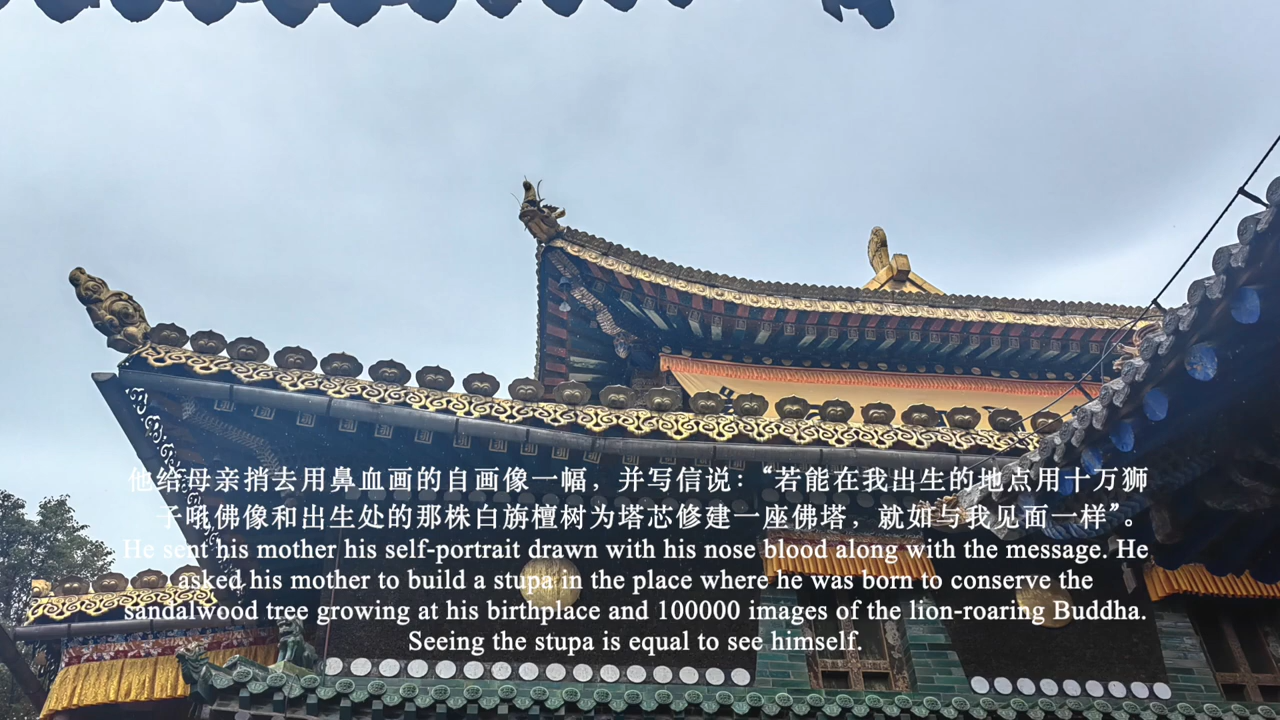 他给母亲捎去用鼻血画的自画像一幅，并写信说：“若能在我出生的地点用十万狮
子吼佛像和出生处的那株白旃檀树为塔芯修建一座佛塔，就如与我见面一样”。
He sent his mother his self-portrait drawn with his nose blood along with the message. He
asked his mother to build a stupa in the place where he was born to conserve the
sandalwood tree growing at his birthplace and 100000 images of the lion-roaring Buddha.
Seeing the stupa is equal to see himself.